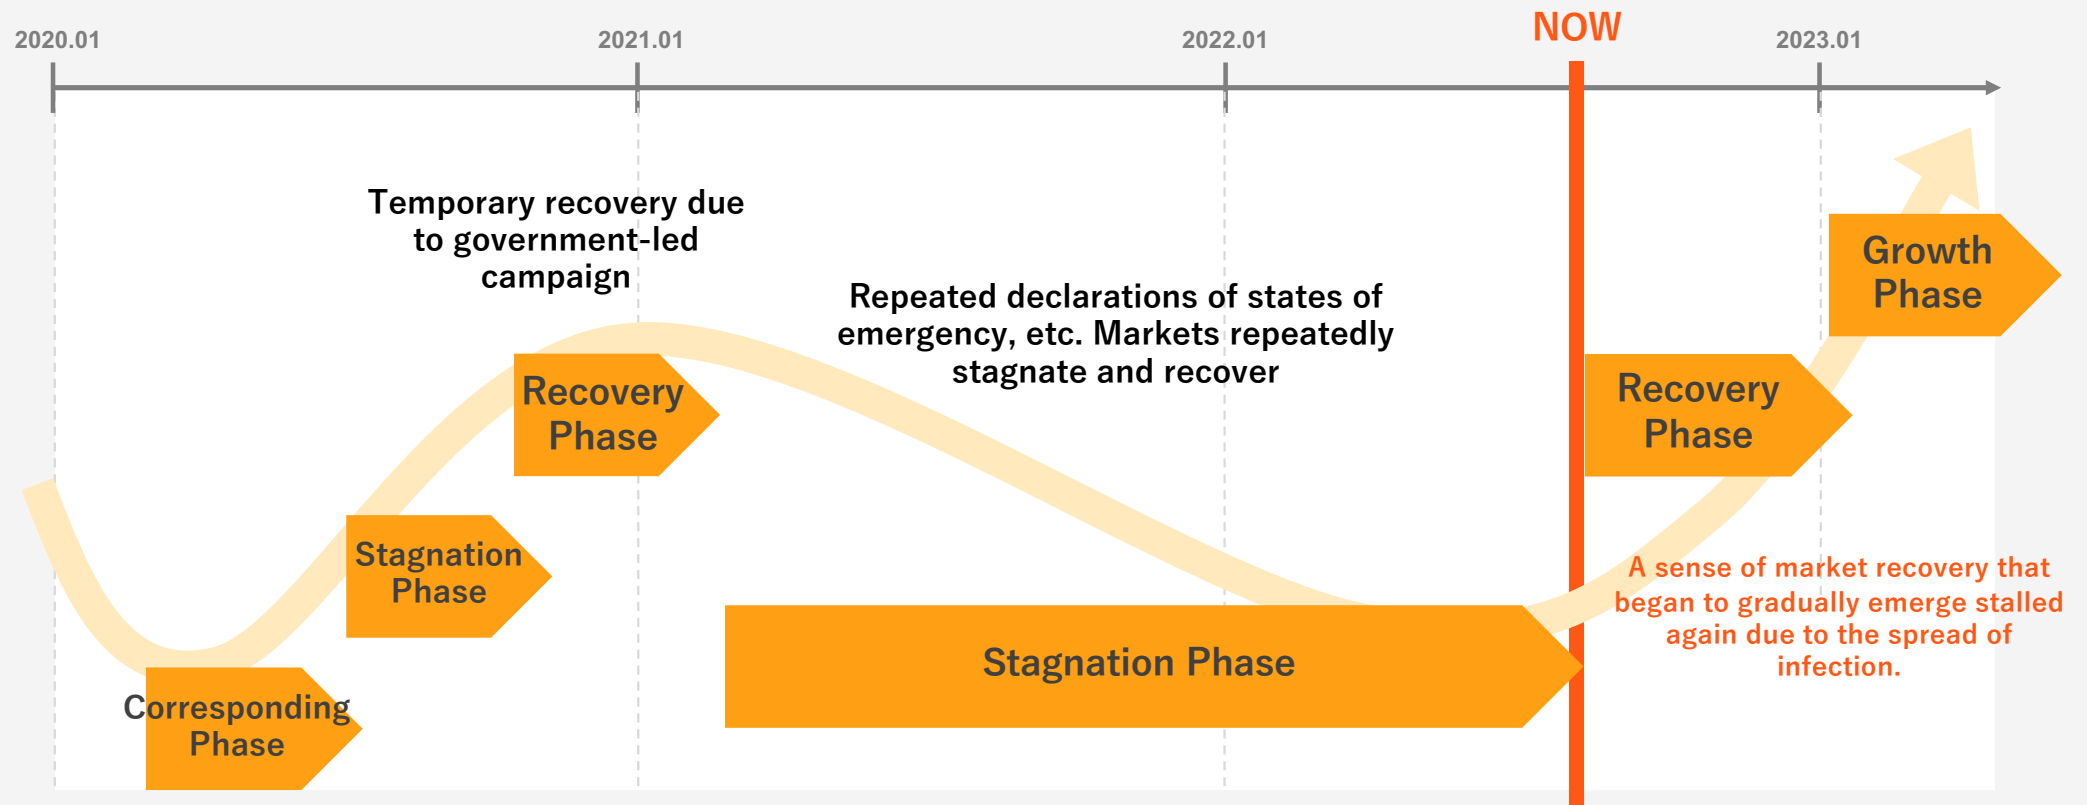 2020.01
2021.01
2022.01
NOW
2023.01
Temporary recovery due
to government-led
campaign
Repeated declarations of states of
emergency, etc. Markets repeatedly
stagnate and recover
Growth
Phase
Recovery
Phase
Recovery
Phase
Stagnation
Phase
A sense of market recovery that
began to gradually emerge stalled
again due to the spread of
infection.
Stagnation Phase
Corresponding
Phase